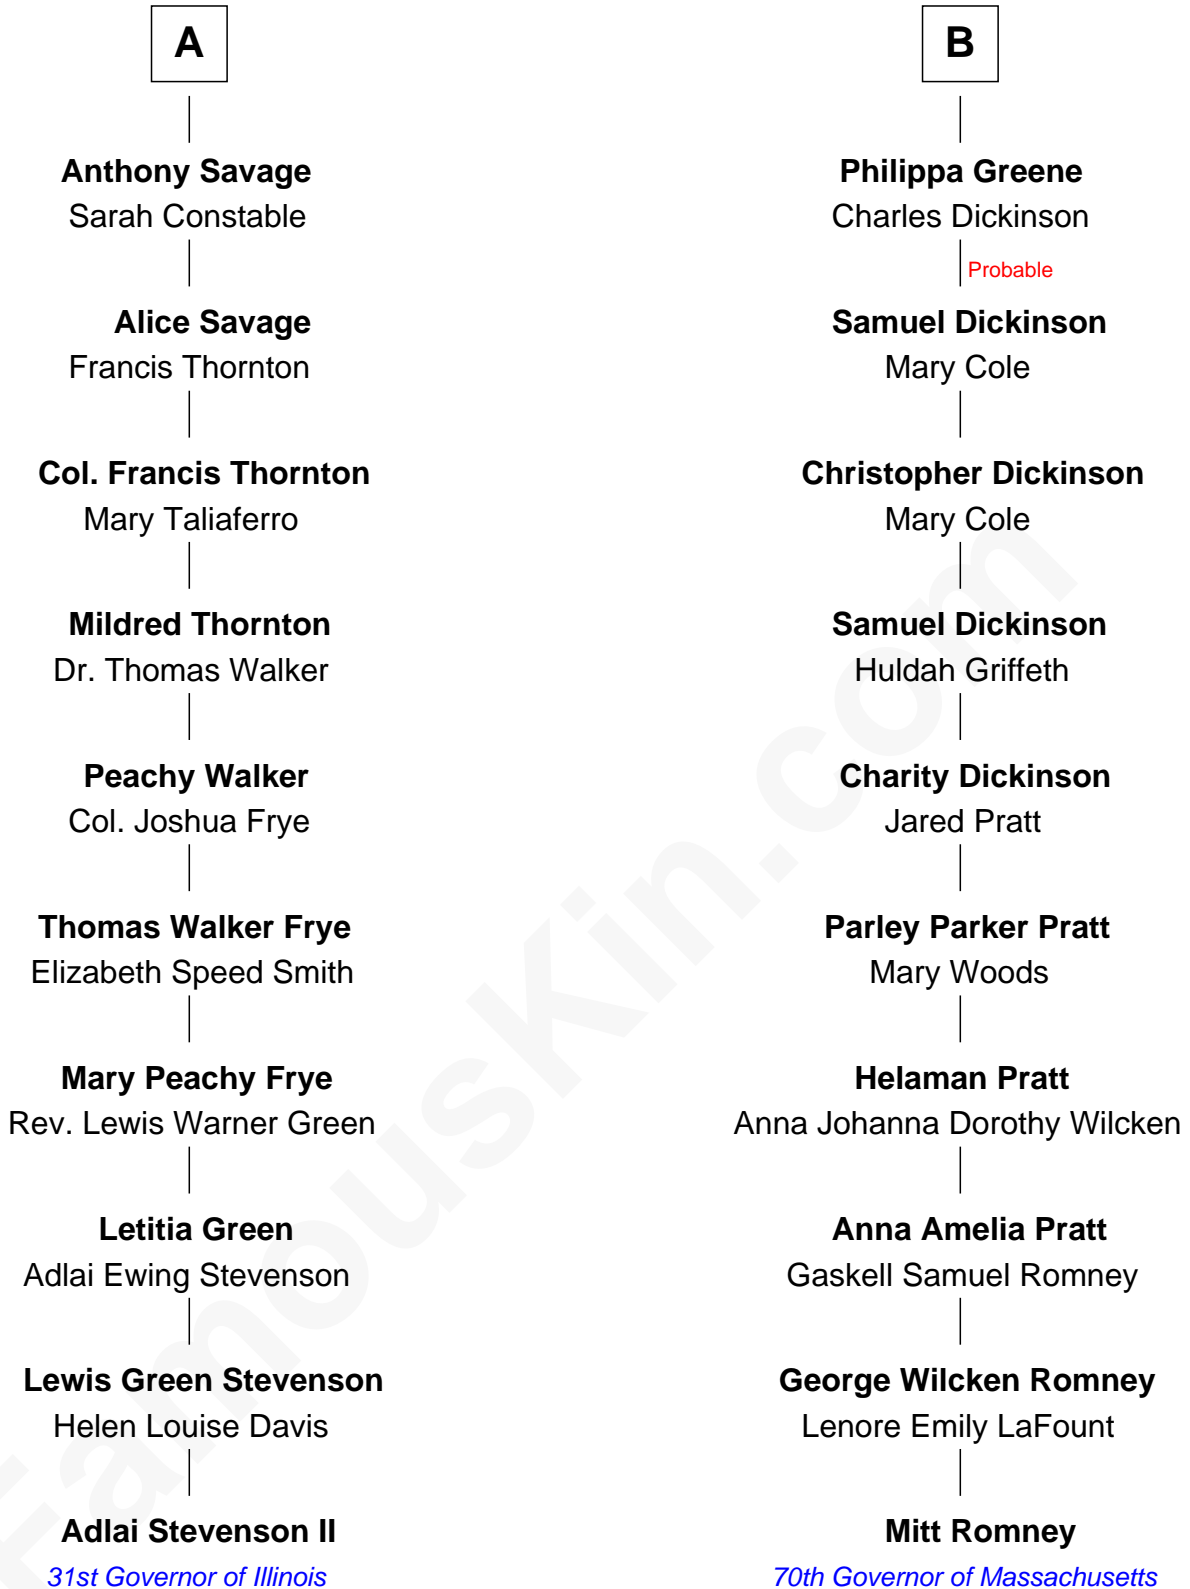 A
Anthony Savage
Sarah Constable
Alice Savage
Francis Thornton
Col. Francis Thornton
Mary Taliaferro
Mildred Thornton
Dr. Thomas Walker
Peachy Walker
Col. Joshua Frye
Thomas Walker Frye
Elizabeth Speed Smith
Mary Peachy Frye
Rev. Lewis Warner Green
Letitia Green
Adlai Ewing Stevenson
Lewis Green Stevenson
Helen Louise Davis
Adlai Stevenson II
31st Governor of Illinois
B
Philippa Greene
Charles Dickinson
Probable
Samuel Dickinson
Mary Cole
Christopher Dickinson
Mary Cole
Samuel Dickinson
Huldah Griffeth
Charity Dickinson
Jared Pratt
Parley Parker Pratt
Mary Woods
Helaman Pratt
Anna Johanna Dorothy Wilcken
Anna Amelia Pratt
Gaskell Samuel Romney
George Wilcken Romney
Lenore Emily LaFount
Mitt Romney
70th Governor of Massachusetts
FamousKin.com